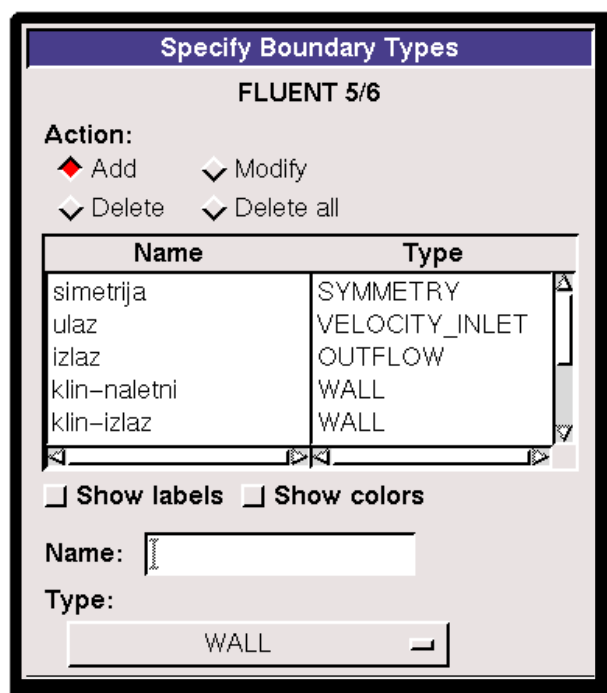 Specify Boundary Types
FLUENT 5/6
Action:
Add Modify
Delete Delete all
Name Type
simetrija SYMMETRY
ulaz VELOCITY_INLET
izlaz OUTFLOW
klin-naletni WALL
klin-izlaz WALL
Show labels Show colors
Name:
Type:
WALL